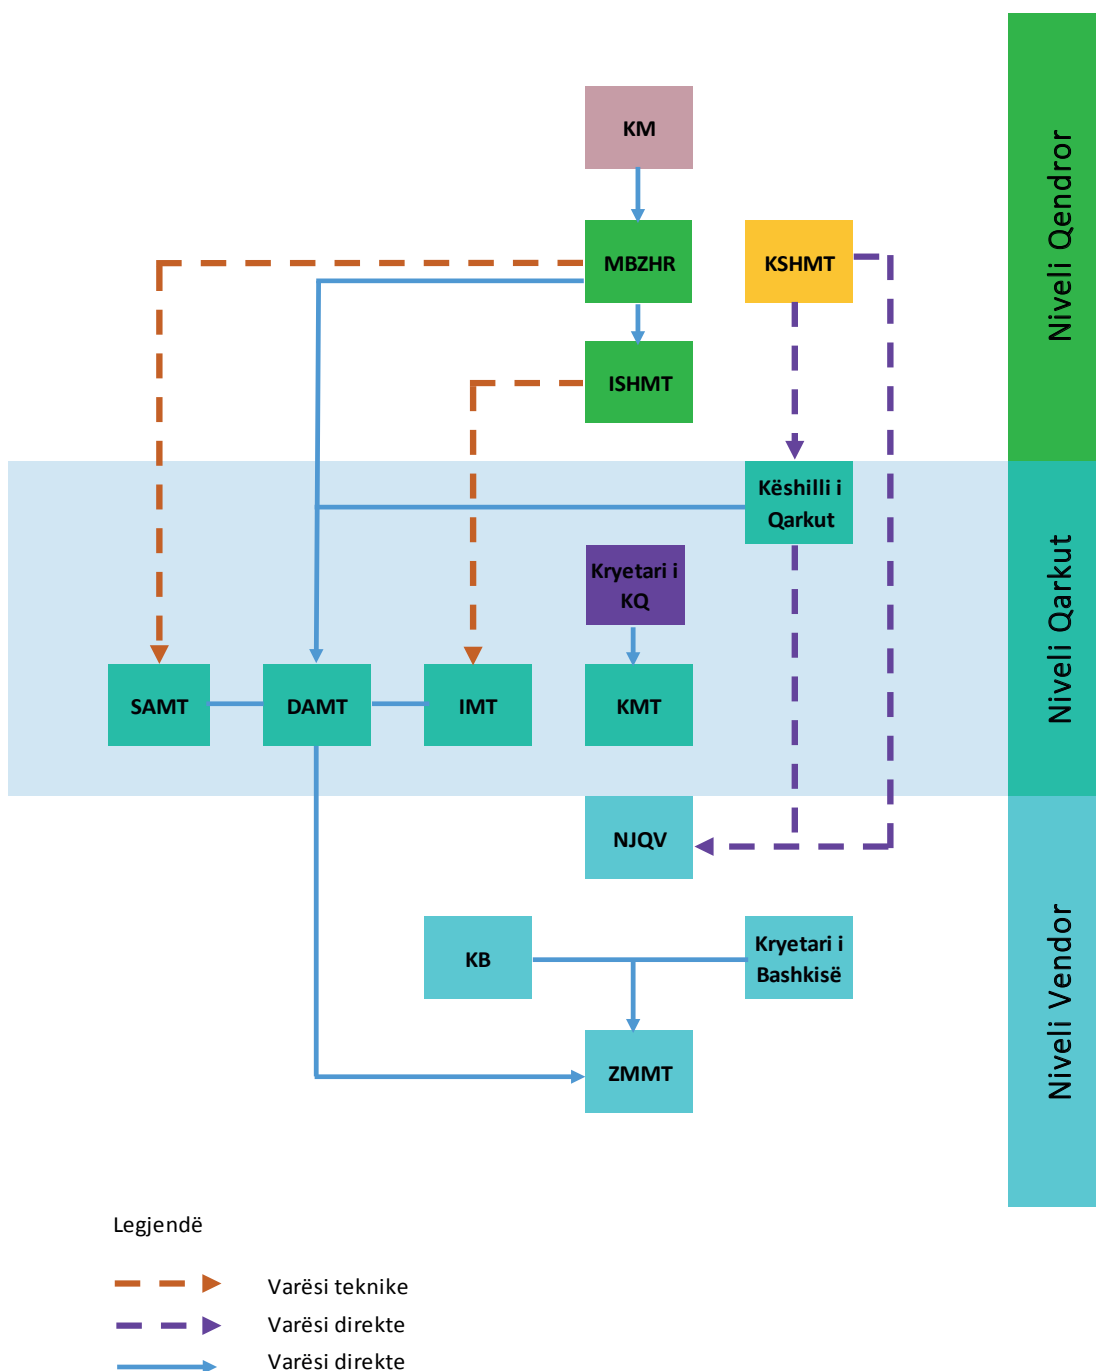 KM
MBZHR
KSHMT
ISHMT
Niveli Qendror
Këshilli i
Qarkut
Kryetari i
KQ
SAMT
DAMT
IMT
KMT
Niveli Qarkut
NJQV
KB
Kryetari i
Bashkisë
ZMMT
Niveli Vendor
Legjendë
Varësi teknike
Varësi direkte
Varësi direkte